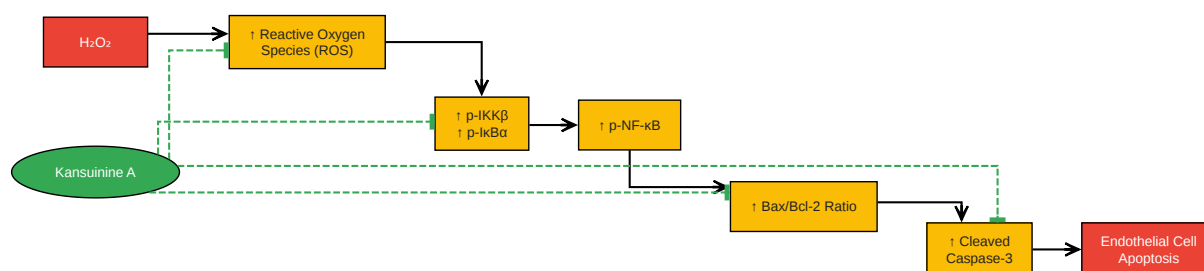 H₂O₂
↑ Reactive Oxygen
Species (ROS)
↑ p-IKKβ
↑ p-IκBα
↑ p-NF-κB
Kansuinine A
↑ Bax/Bcl-2 Ratio
↑ Cleaved
Caspase-3
Endothelial Cell
Apoptosis